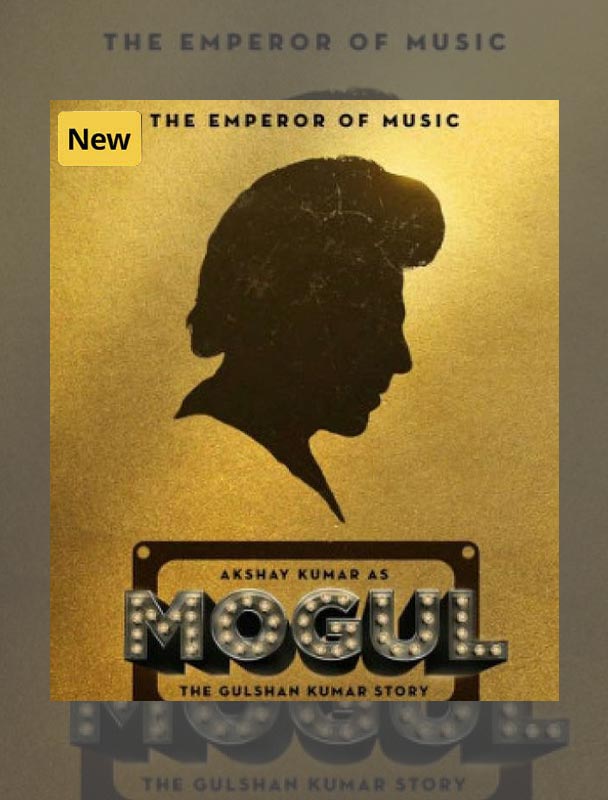 THE EMPEROR OF MUSIC
New
THE EMPEROR OF MUSIC
AKSHAY KUMAR AS
MOGUL
THE GULSHAN KUMAR STORY
MOGUL
THE GULSHAN KUMAR STORY